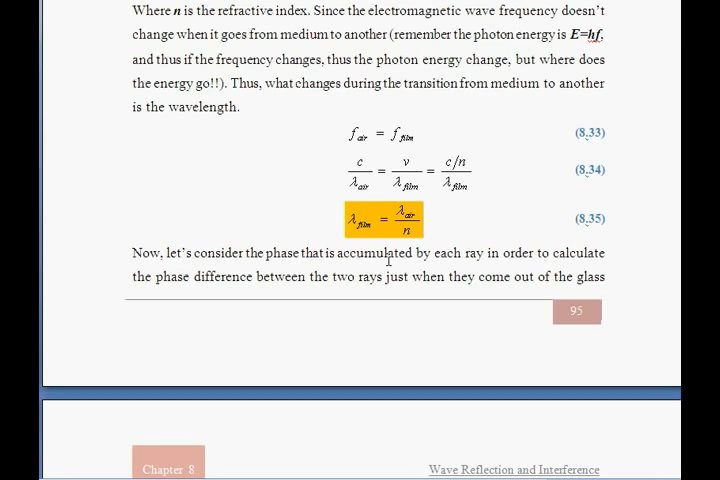 Where n is the refractive index. Since the electromagnetic wave frequency doesn't
change when it goes from medium to another (remember the photon energy is E=hf,
and thus if the frequency changes, thus the photon energy change, but where does
the energy go!!). Thus, what changes during the transition from medium to another
is the wavelength.
f_air = f_film (8.33)
c/λ_air = v/λ_film = (c/n)/λ_film (8.34)
λ_film = λ_air/n (8.35)
Now, let's consider the phase that is accumulated by each ray in order to calculate
the phase difference between the two rays just when they come out of the glass
95
Chapter 8 Wave Reflection and Interference